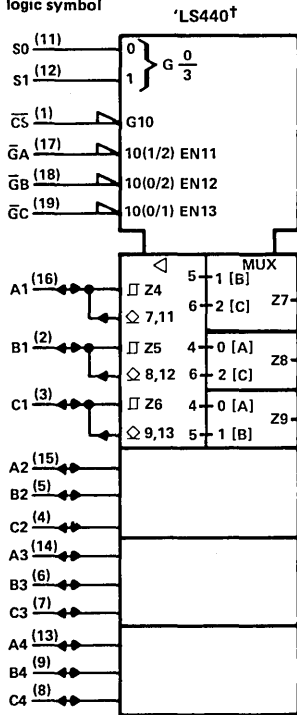 logic symbol
'LS440†
S0 (11) 0
S1 (12) 1 } G 0/3
C̅S̅ (1) G10
G̅A (17) 10(1/2) EN11
G̅B (18) 10(0/2) EN12
G̅C (19) 10(0/1) EN13
◁ MUX
A1 (16) 5 1 [B]
Z4 6 2 [C] Z7
7,11
B1 (2) Z5 4 0 [A] Z8
8,12 6 2 [C]
C1 (3) Z6 4 0 [A] Z9
9,13 5 1 [B]
A2 (15)
B2 (5)
C2 (4)
A3 (14)
B3 (6)
C3 (7)
A4 (13)
B4 (9)
C4 (8)